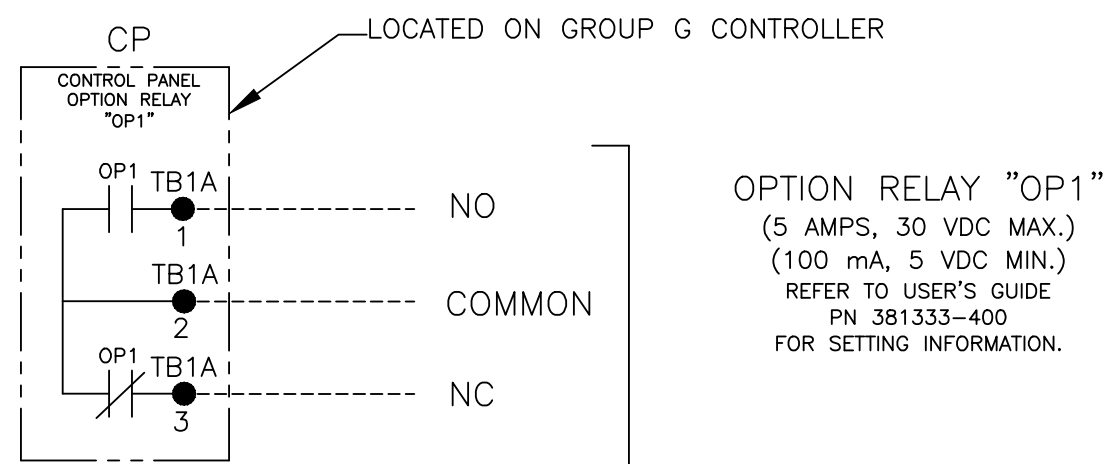 LOCATED ON GROUP G CONTROLLER
CP
CONTROL PANEL
OPTION RELAY
"OP1"
OP1 TB1A
1
NO
TB1A
2
COMMON
OP1 TB1A
3
NC
OPTION RELAY "OP1"
(5 AMPS, 30 VDC MAX.)
(100 mA, 5 VDC MIN.)
REFER TO USER'S GUIDE
PN 381333-400
FOR SETTING INFORMATION.